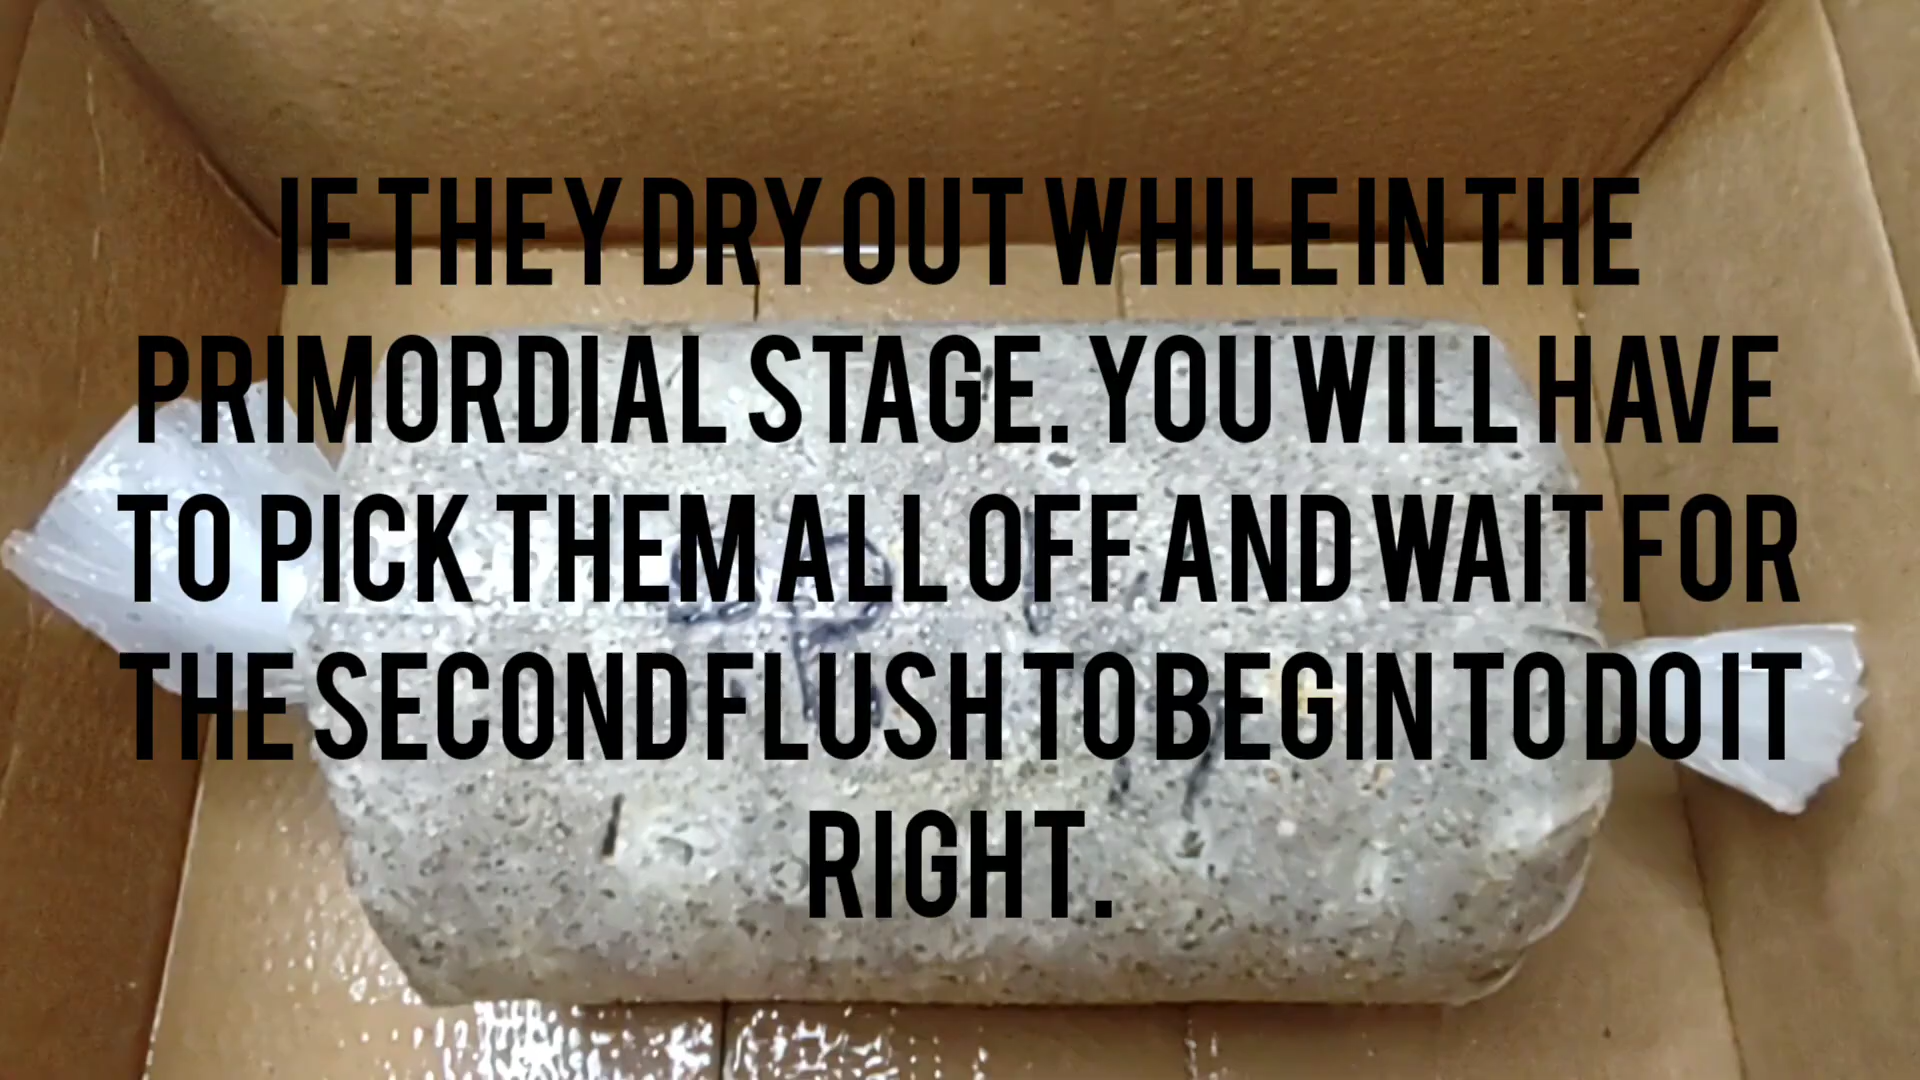 IF THEY DRY OUT WHILE IN THE
PRIMORDIAL STAGE. YOU WILL HAVE
TO PICK THEM ALL OFF AND WAIT FOR
THE SECOND FLUSH TO BEGIN TO DO IT
RIGHT.